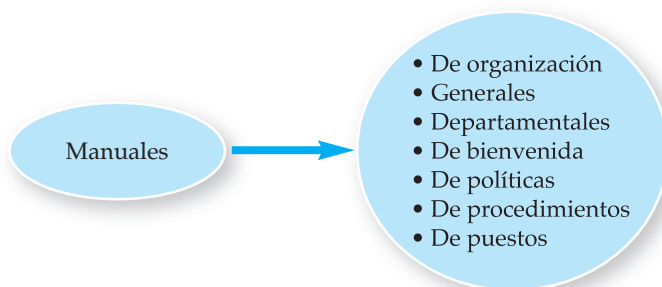 Manuales
• De organización
• Generales
• Departamentales
• De bienvenida
• De políticas
• De procedimientos
• De puestos